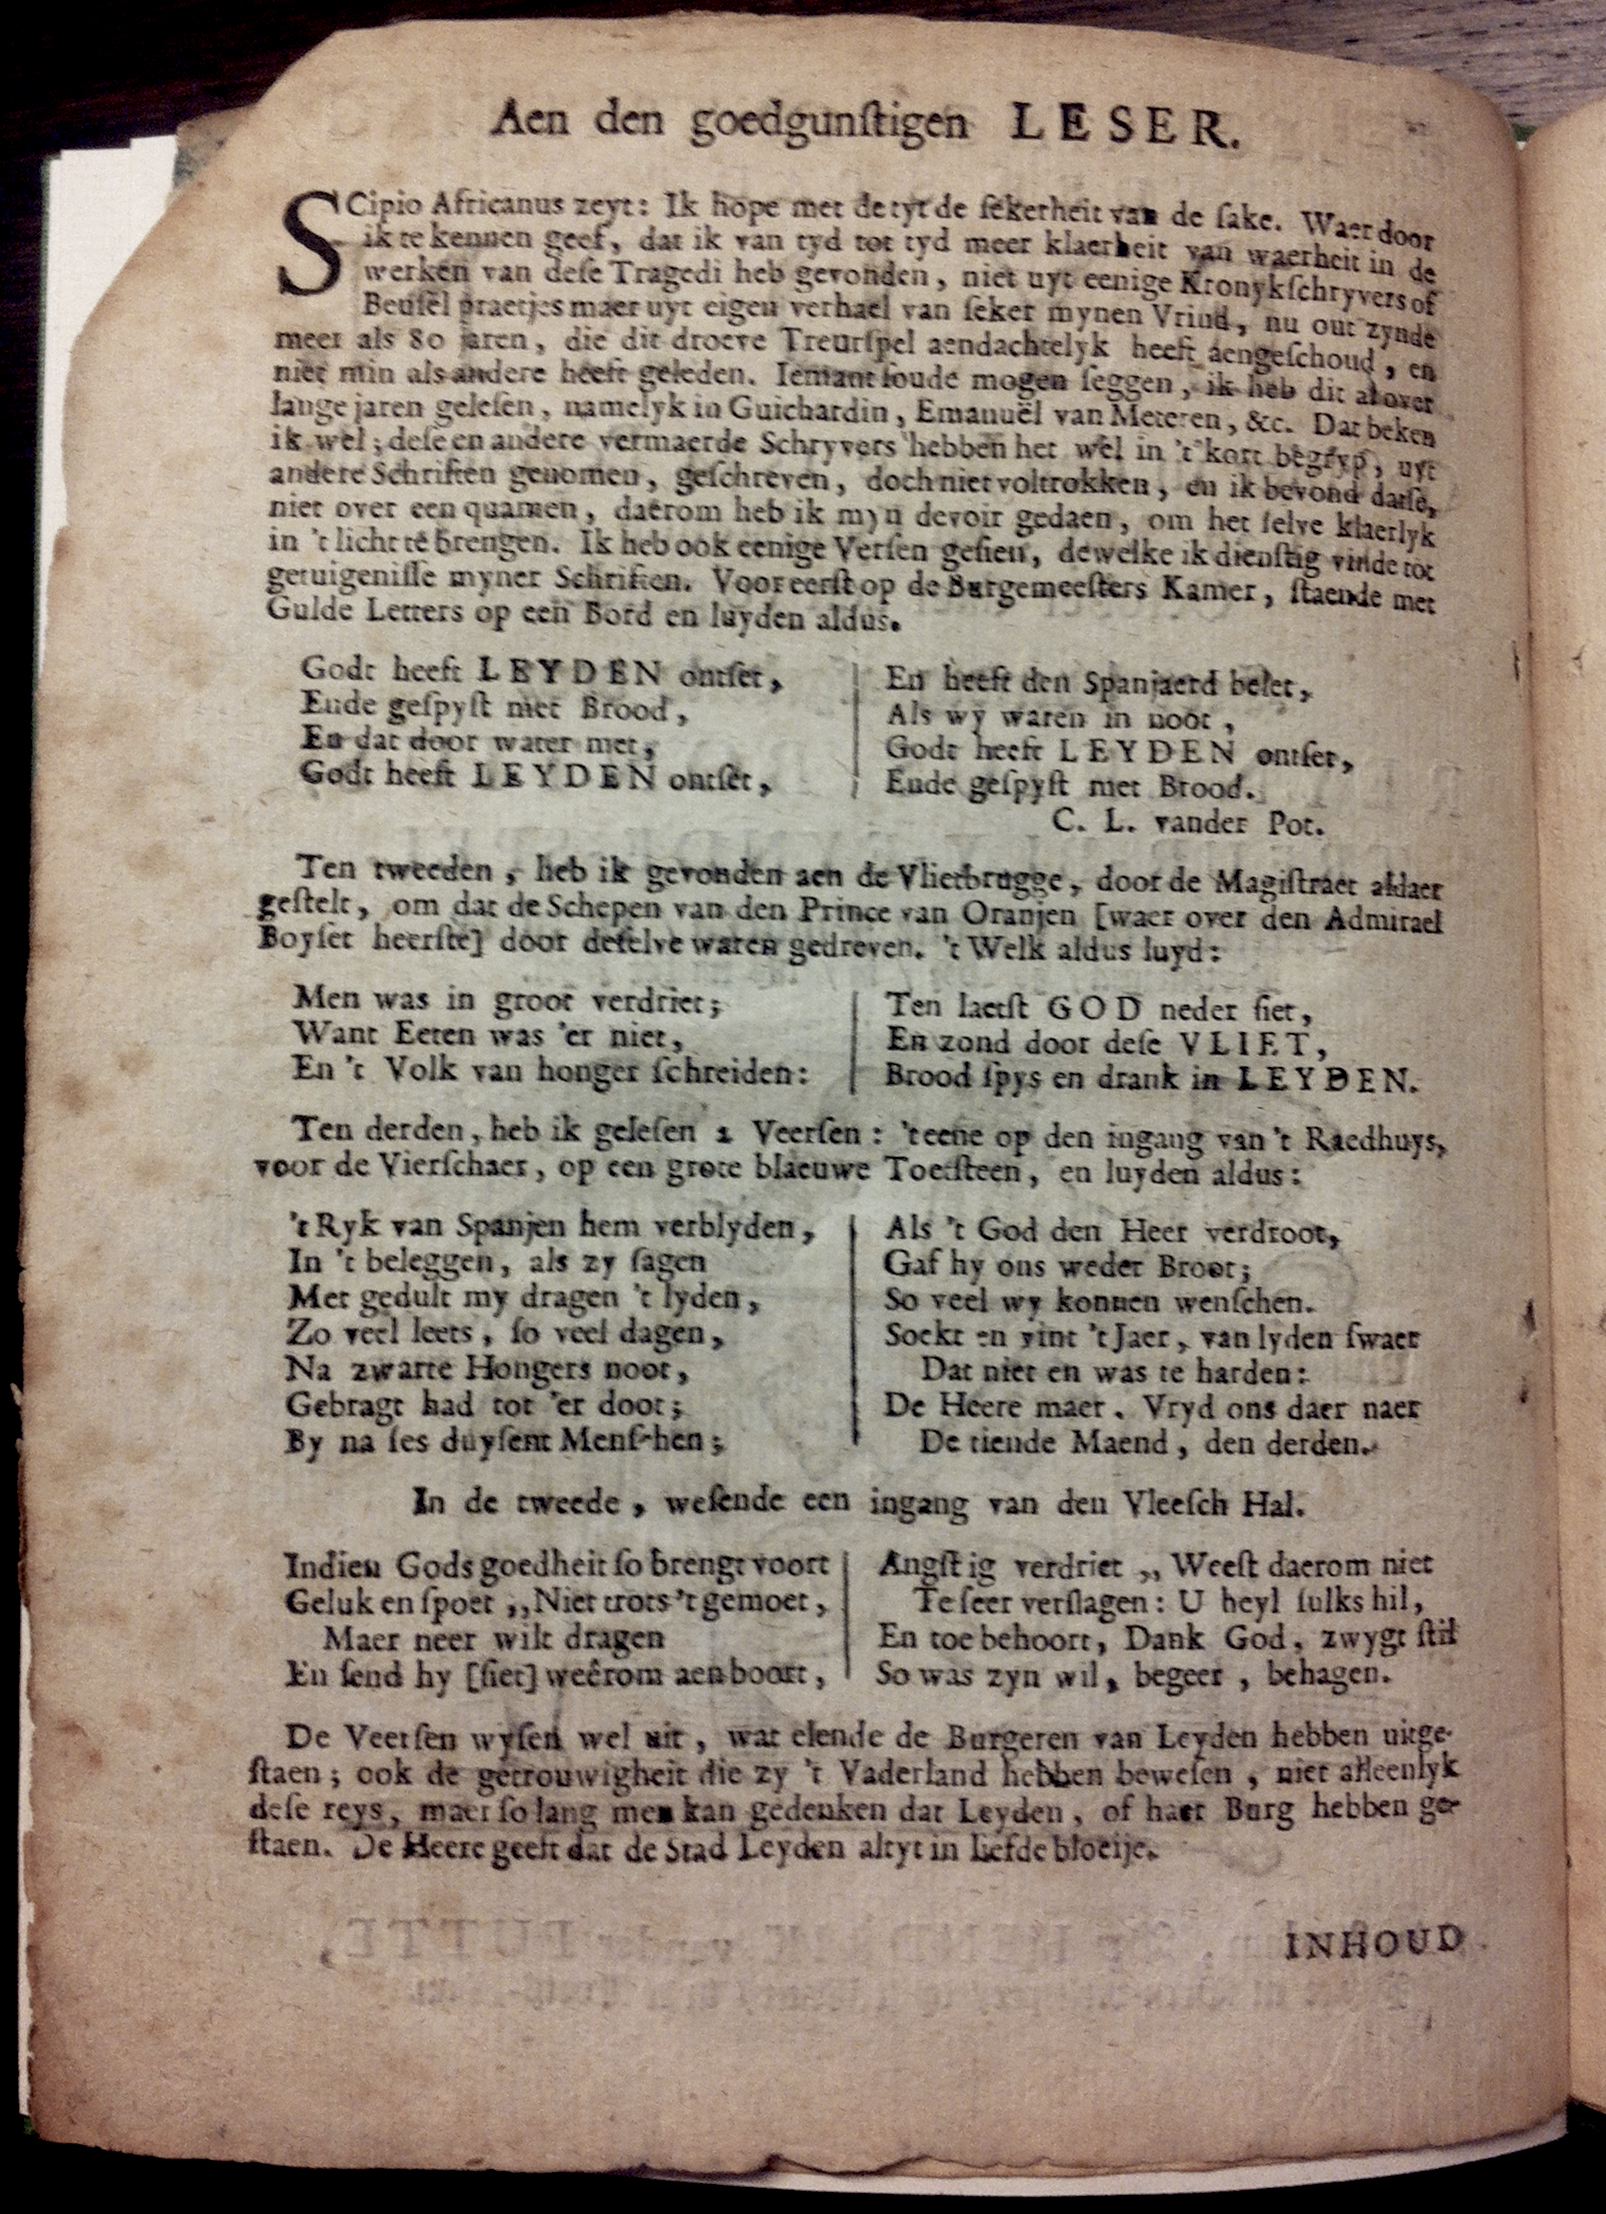 Aen den goedgunſtigen LESER.
SCipio Africanus zeyt: Ik hope met de tyt de ſekerheit van de ſake. Waer door
ik te kennen geef, dat ik van tyd tot tyd meer klaerheit van waerheit in de
werken van deſe Tragedi heb gevonden, niet uyt eenige Kronykſchryvers of
Beuſel praetjes maer uyt eigen verhael van ſeker mynen Vriud, nu out zynde
meer als 80 jaren, die dit droeve Treurſpel aendachtelyk heeft aengeſchoud, en
niet min als andere heeft geleden. Iemant ſoude mogen ſeggen, ik heb dit al over
lange jaren geleſen, namelyk in Guichardin, Emanuël van Meteren, &c. Dat beken
ik wel; deſe en andere vermaerde Schryvers hebben het wel in 't kort begryp, uyt
andere Schriften genomen, geſchreven, doch niet voltrokken, en ik bevond datſe,
niet over een quamen, daerom heb ik myn devoir gedaen, om het ſelve klaerlyk
in 't licht te brengen. Ik heb ook eenige Verſen geſien, dewelke ik dienſtig vinde tot
getuigeniſſe myner Schriften. Voor eerſt op de Burgemeeſters Kamer, ſtaende met
Gulde Letters op een Bord en luyden aldus.
Godt heeft LEYDEN ontſet,
Ende geſpyſt met Brood,
En dat door water met,
Godt heeft LEYDEN ontſet,
En heeft den Spanjaerd belet,
Als wy waren in noot,
Godt heeft LEYDEN ontſet,
Ende geſpyſt met Brood.
C. L. vander Pot.
Ten tweeden, heb ik gevonden aen de Vlietbrugge, door de Magiſtraet aldaer
geſtelt, om dat de Schepen van den Prince van Oranjen [waer over den Admirael
Boyſet heerſte] door deſelve waren gedreven. 't Welk aldus luyd:
Men was in groot verdriet;
Want Eeten was 'er niet,
En 't Volk van honger ſchreiden:
Ten laetſt GOD neder ſiet,
En zond door deſe VLIET,
Brood ſpys en drank in LEYDEN.
Ten derden, heb ik geleſen 2 Veerſen: 't eene op den ingang van 't Raedhuys,
voor de Vierſchaer, op een grote blaeuwe Toetſteen, en luyden aldus:
't Ryk van Spanjen hem verblyden,
In 't beleggen, als zy ſagen
Met gedult my dragen 't lyden,
Zo veel leets, ſo veel dagen,
Na zwarte Hongers noot,
Gebragt had tot 'er doot;
By na ſes duyſent Menſchen;
Als 't God den Heer verdroot,
Gaf hy ons weder Broot;
So veel wy konnen wenſchen.
Soekt en vint 't Jaer, van lyden ſwaer
Dat niet en was te harden:
De Heere maer. Vryd ons daer naer
De tiende Maend, den derden.
In de tweede, weſende een ingang van den Vleeſch Hal.
Indien Gods goedheit ſo brengt voort
Geluk en ſpoet ,, Niet trots 't gemoet,
Maer neer wilt dragen
En ſend hy [ſiet] weêrom aen boort,
Angſtig verdriet ,, Weeſt daerom niet
Te ſeer verſlagen: U heyl ſulks hil,
En toe behoort, Dank God, zwygt ſtil
So was zyn wil, begeer, behagen.
De Veerſen wyſen wel uit, wat elende de Burgeren van Leyden hebben uitge-
ſtaen; ook de getrouwigheit die zy 't Vaderland hebben beweſen, niet alleenlyk
deſe reys, maer ſo lang men kan gedenken dat Leyden, of haer Burg hebben ge-
ſtaen. De Heere geeft dat de Stad Leyden altyt in liefde bloeije.
INHOUD